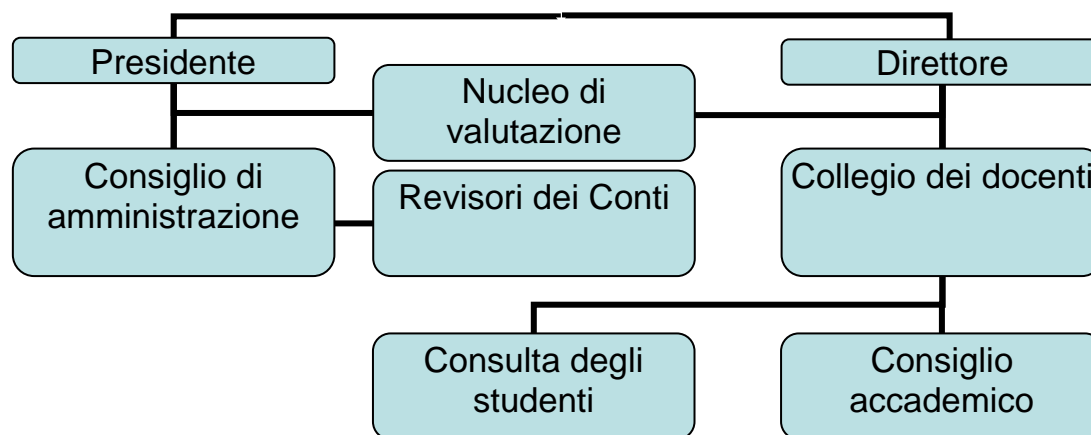 Presidente
Direttore
Nucleo di
valutazione
Consiglio di
amministrazione
Revisori dei Conti
Collegio dei docenti
Consulta degli
studenti
Consiglio
accademico